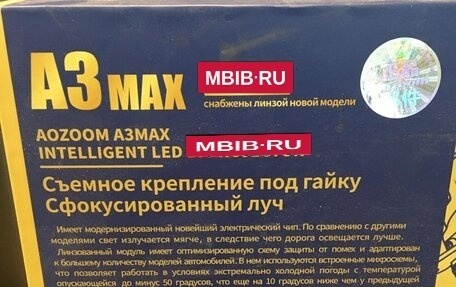 A3 MAX
MBIB.RU
снабжены линзой новой модели
AOZOOM A3MAX
MBIB.RU
INTELLIGENT LED
Съемное крепление под гайку
Сфокусированный луч
Имеет модернизированный новейший электрический чип. По сравнению с другими
моделями свет излучается мягче, в следствие чего дорога освещается лучше.
Линзованный модуль имеет оптимизированную схему защиты от помех и адаптирован
к большему количеству моделей автомобилей. В нем используются встроенные микросхемы,
что позволяет работать в условиях экстремально холодной погоды с температурой
опускающейся до минус 50 градусов, что еще на 10 градусов ниже чем у предыдущей